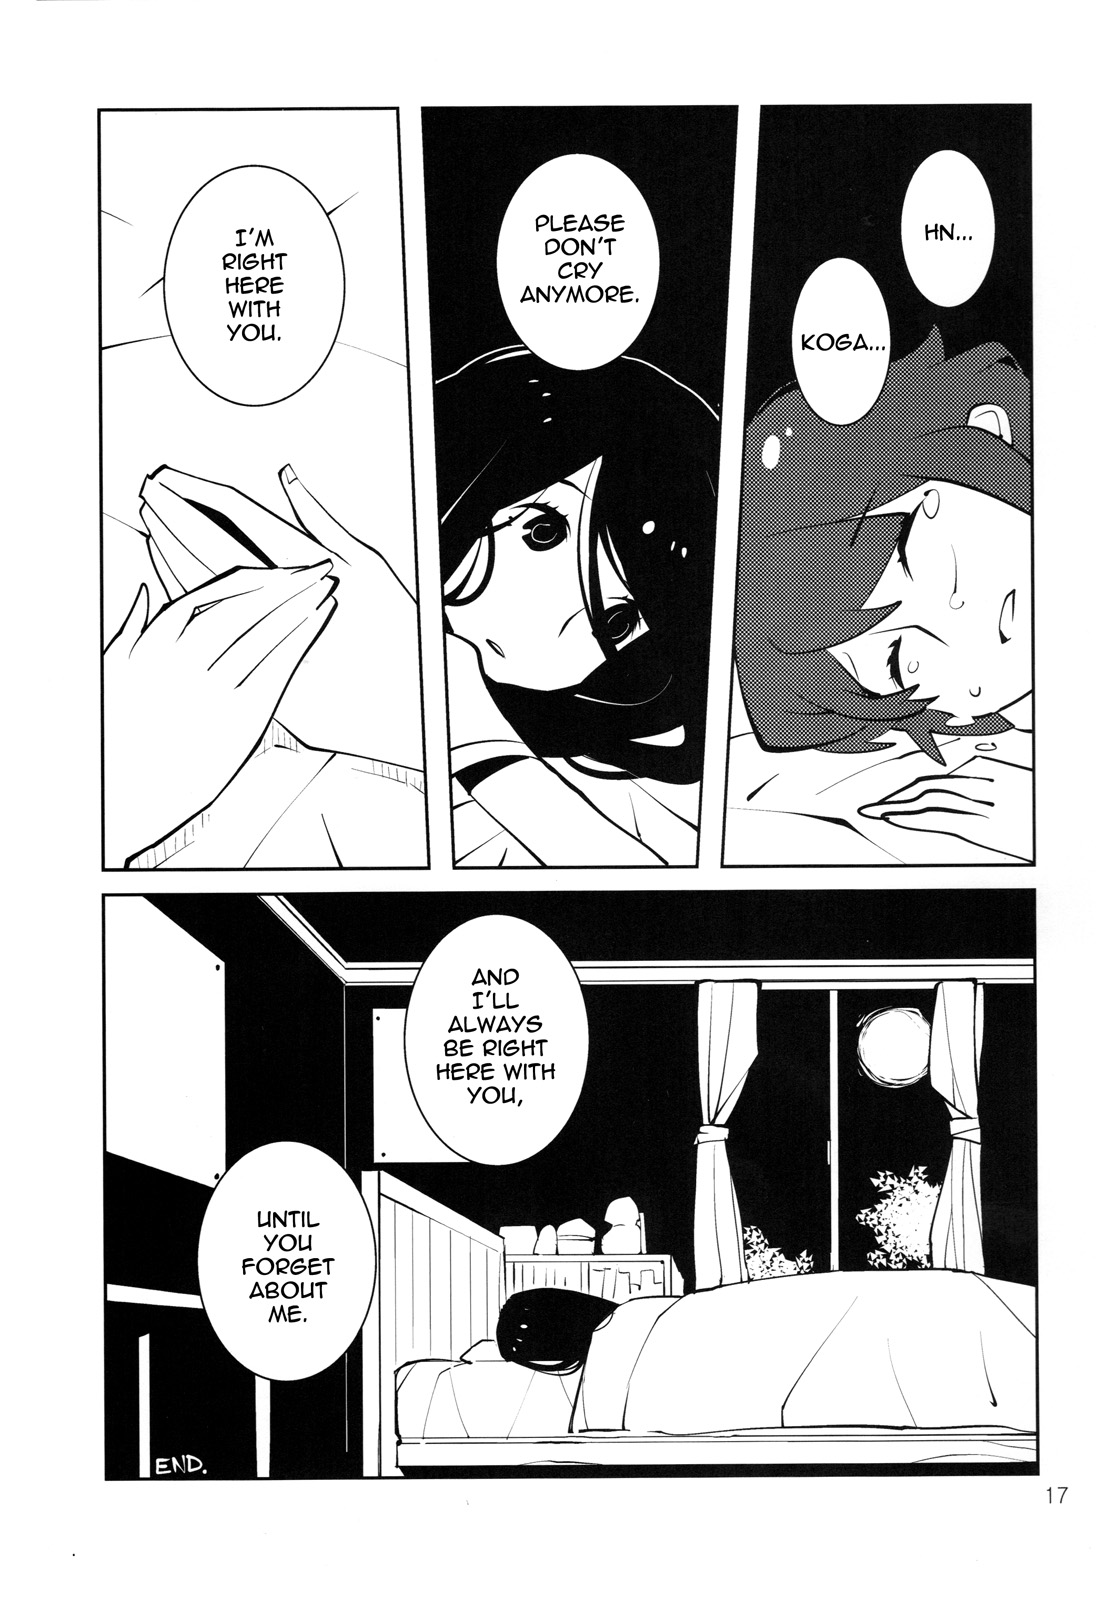 HN...
KOGA...
PLEASE
DON'T
CRY
ANYMORE.
I'M
RIGHT
HERE
WITH
YOU.
AND
I'LL
ALWAYS
BE RIGHT
HERE WITH
YOU,
UNTIL
YOU
FORGET
ABOUT
ME.
END.
17